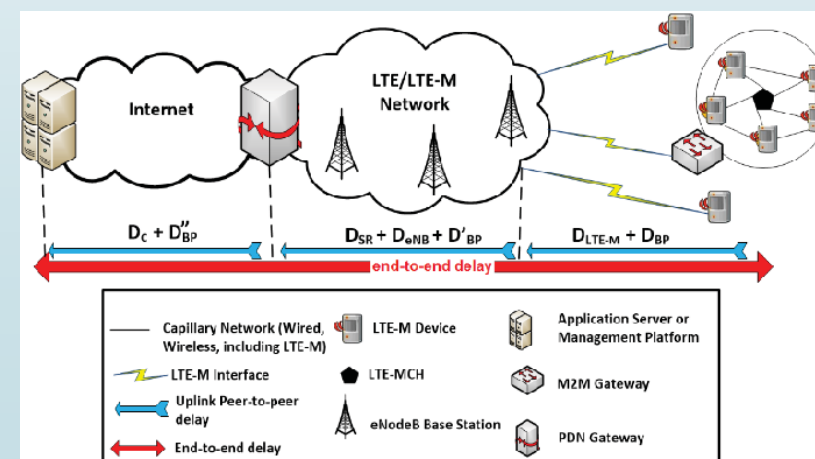 Internet
LTE/LTE-M
Network
D_C + D''_BP
D_SR + D_eNB + D'_BP
D_LTE-M + D_BP
end-to-end delay
Capillary Network (Wired,
Wireless, including LTE-M)
LTE-M Interface
Uplink Peer-to-peer
delay
End-to-end delay
LTE-M Device
LTE-MCH
eNodeB Base Station
Application Server or
Management Platform
M2M Gateway
PDN Gateway